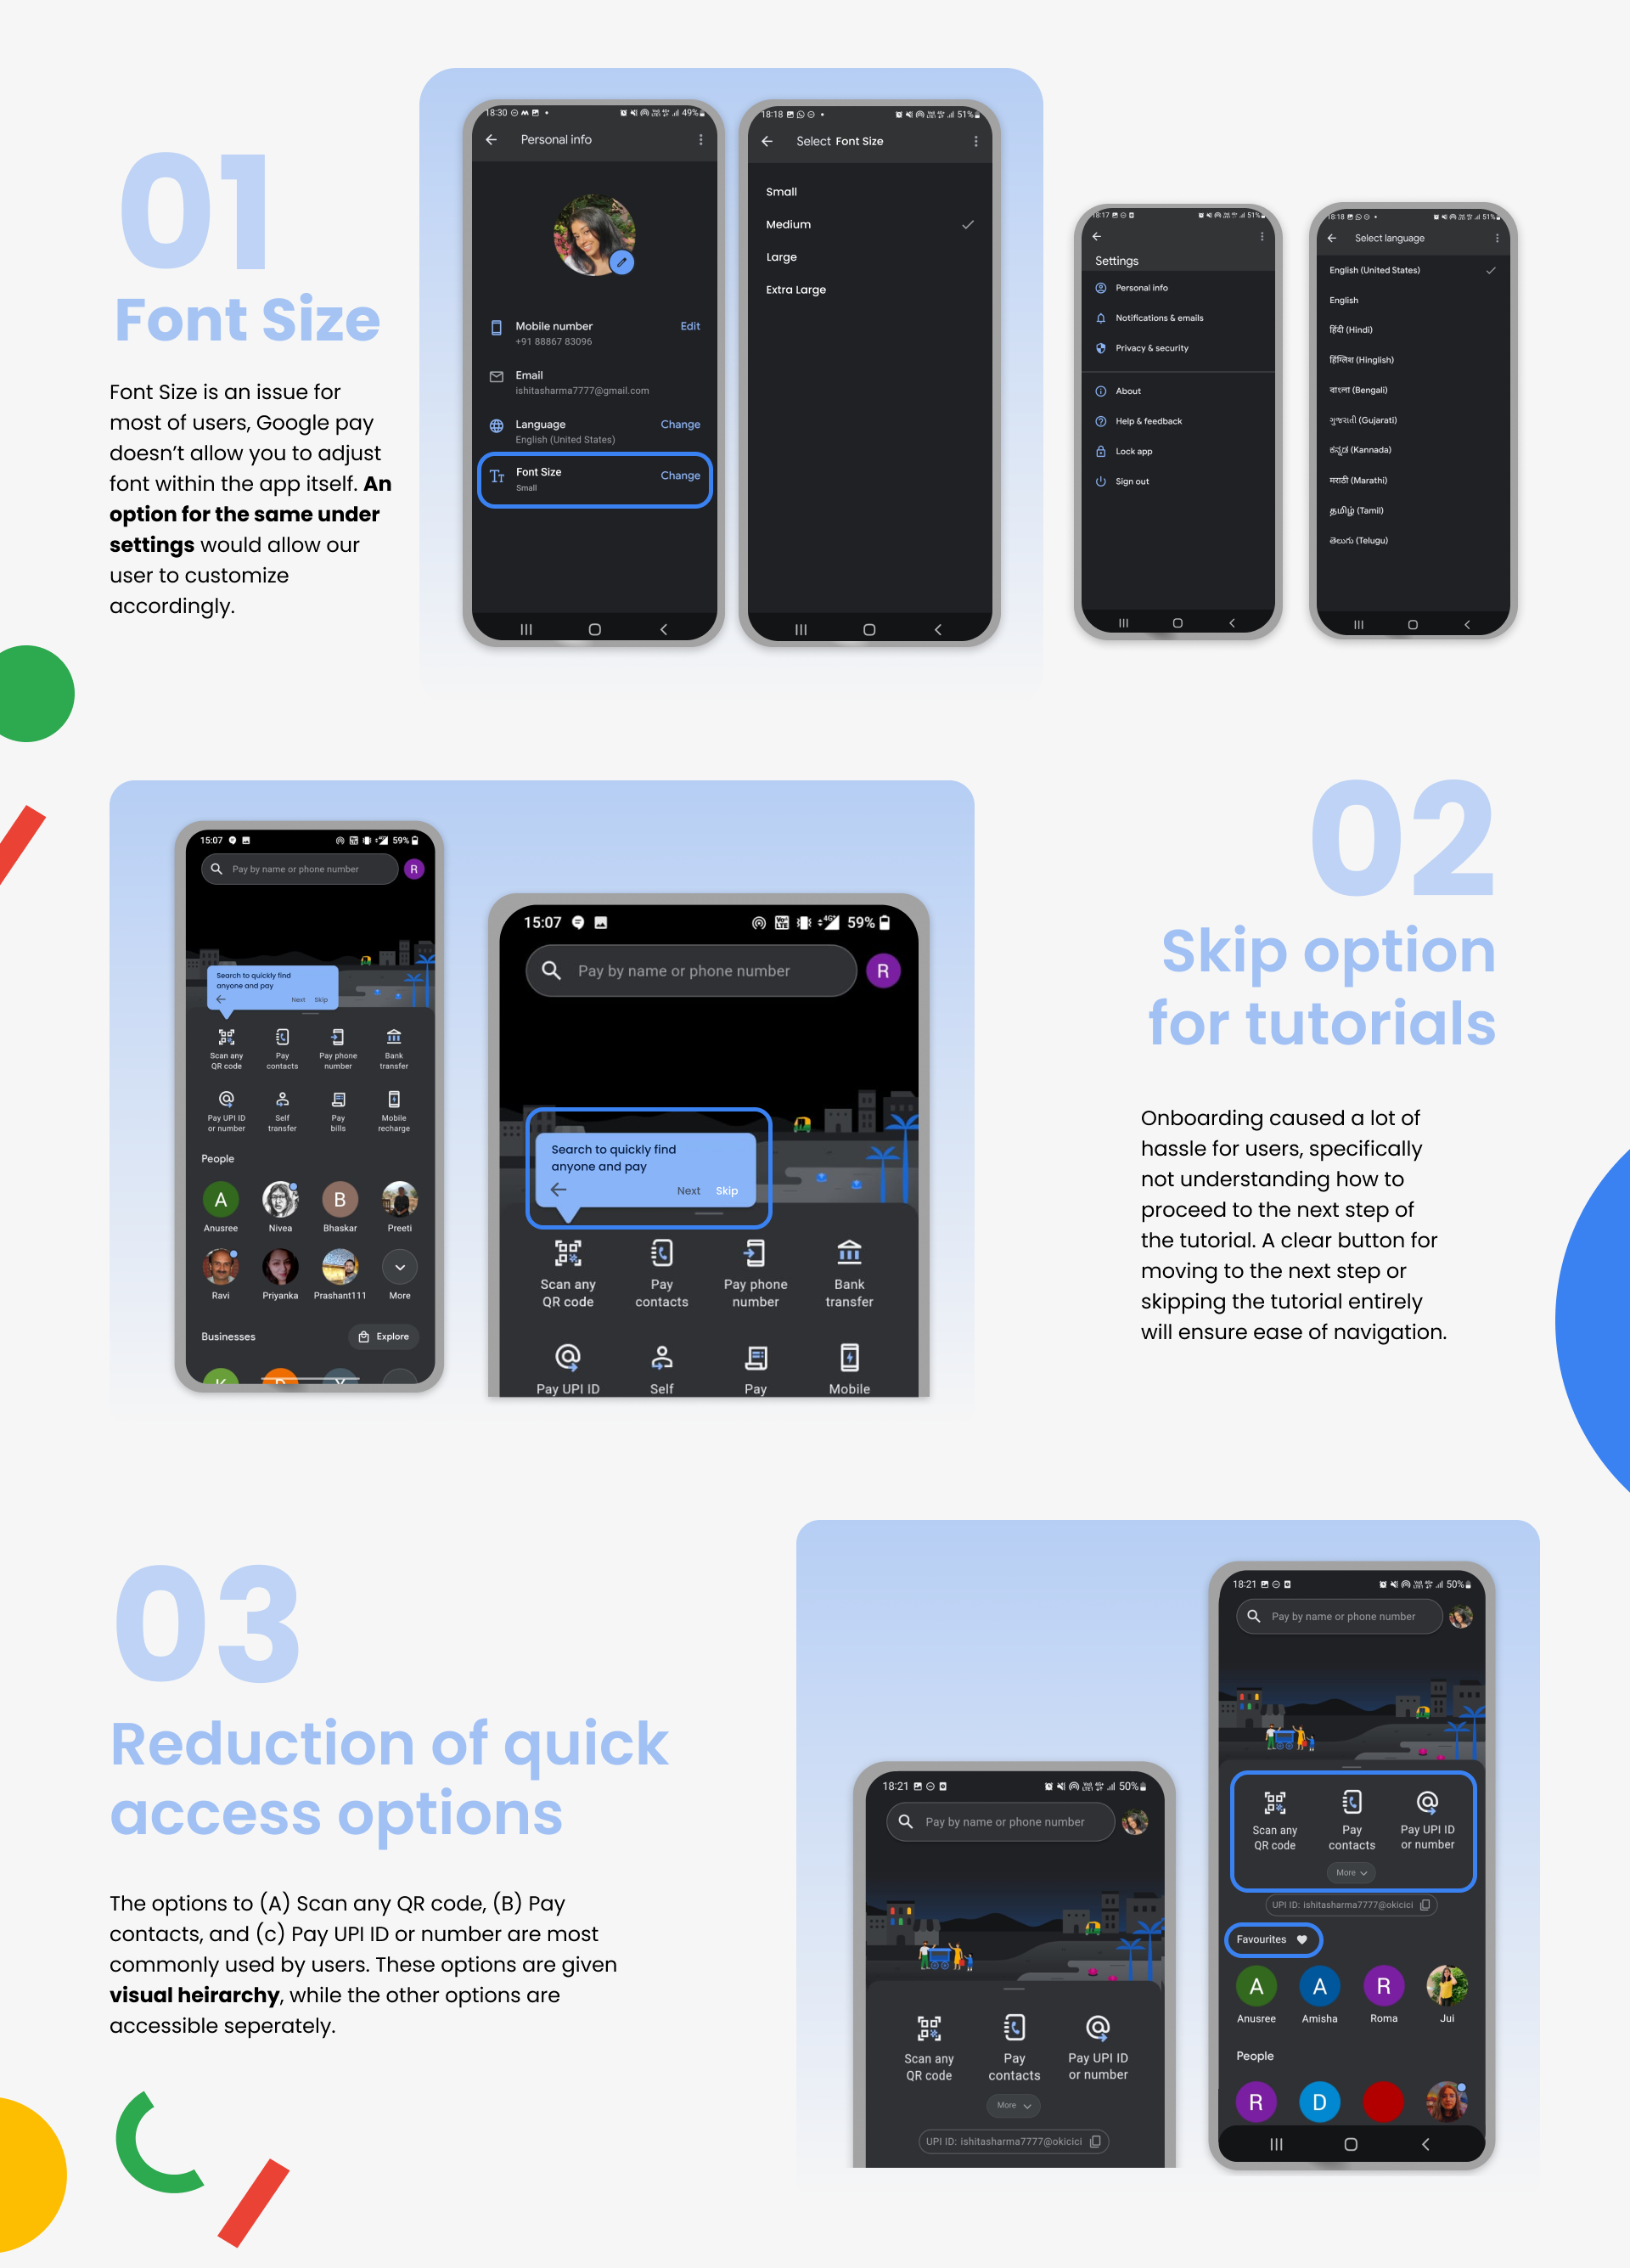 01
Font Size
Font Size is an issue for
most of users, Google pay
doesn't allow you to adjust
font within the app itself. An
option for the same under
settings would allow our
user to customize
accordingly.
18:30
49%
Personal info
Mobile number
Edit
+91 88867 83096
Email
ishitasharma7777@gmail.com
Language
Change
English (United States)
Font Size
Change
Small
18:18
51%
Select Font Size
Small
Medium
Large
Extra Large
18:17
51%
Settings
Personal info
Notifications & emails
Privacy & security
About
Help & feedback
Lock app
Sign out
18:18
51%
Select language
English (United States)
English
हिंदी (Hindi)
हिंग्लिश (Hinglish)
বাংলা (Bengali)
ગુજરાતી (Gujarati)
ಕನ್ನಡ (Kannada)
मराठी (Marathi)
தமிழ் (Tamil)
తెలుగు (Telugu)
02
Skip option
for tutorials
Onboarding caused a lot of
hassle for users, specifically
not understanding how to
proceed to the next step of
the tutorial. A clear button for
moving to the next step or
skipping the tutorial entirely
will ensure ease of navigation.
15:07
59%
Pay by name or phone number
R
Search to quickly find
anyone and pay
Next Skip
Scan any
QR code
Pay
contacts
Pay phone
number
Bank
transfer
Pay UPI ID
or number
Self
transfer
Pay
bills
Mobile
recharge
People
A
B
Anusree
Nivea
Bhaskar
Preeti
Ravi
Priyanka
Prashant111
More
Businesses
Explore
15:07
4G+
59%
Pay by name or phone number
R
Search to quickly find
anyone and pay
Next Skip
Scan any
QR code
Pay
contacts
Pay phone
number
Bank
transfer
Pay UPI ID
Self
Pay
Mobile
03
Reduction of quick
access options
The options to (A) Scan any QR code, (B) Pay
contacts, and (c) Pay UPI ID or number are most
commonly used by users. These options are given
visual heirarchy, while the other options are
accessible seperately.
18:21
50%
Pay by name or phone number
Scan any
QR code
Pay
contacts
Pay UPI ID
or number
More
UPI ID: ishitasharma7777@okicici
18:21
50%
Pay by name or phone number
Scan any
QR code
Pay
contacts
Pay UPI ID
or number
More
UPI ID: ishitasharma7777@okicici
Favourites
A
A
R
Anusree
Amisha
Roma
Jui
People
R
D